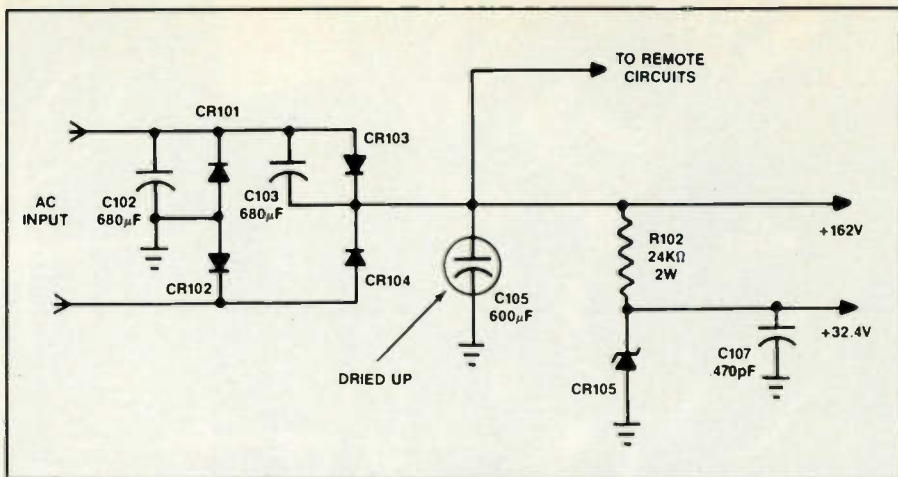 TO REMOTE
CIRCUITS
CR101
CR103
C102
680µF
C103
680µF
AC
INPUT
CR102
CR104
C105
600µF
DRIED UP
R102
24KΩ
2W
+162V
+32.4V
C107
470pF
CR105